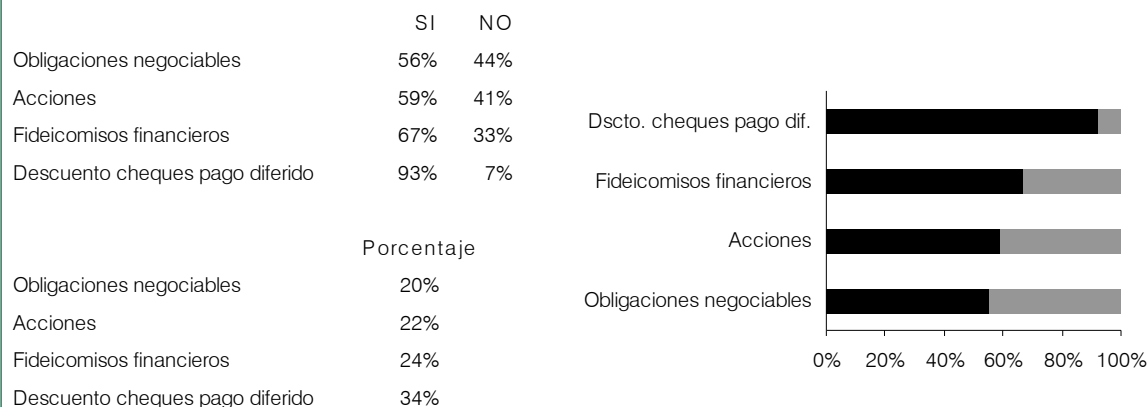 SI NO
Obligaciones negociables 56% 44%
Acciones 59% 41%
Fideicomisos financieros 67% 33%
Descuento cheques pago diferido 93% 7%
Porcentaje
Obligaciones negociables 20%
Acciones 22%
Fideicomisos financieros 24%
Descuento cheques pago diferido 34%
Dscto. cheques pago dif.
Fideicomisos financieros
Acciones
Obligaciones negociables
0% 20% 40% 60% 80% 100%